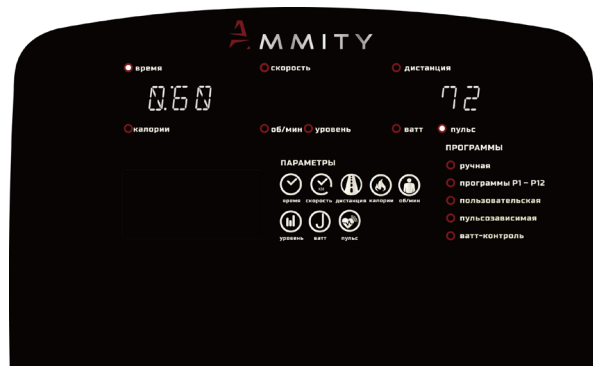 AMMITY
время скорость дистанция
0:60 72
калории об/мин уровень ватт пульс
ПРОГРАММЫ
ПАРАМЕТРЫ
ручная
программы P1 – P12
время скорость дистанция калории об/мин
пользовательская
пульсозависимая
уровень ватт пульс
ватт-контроль